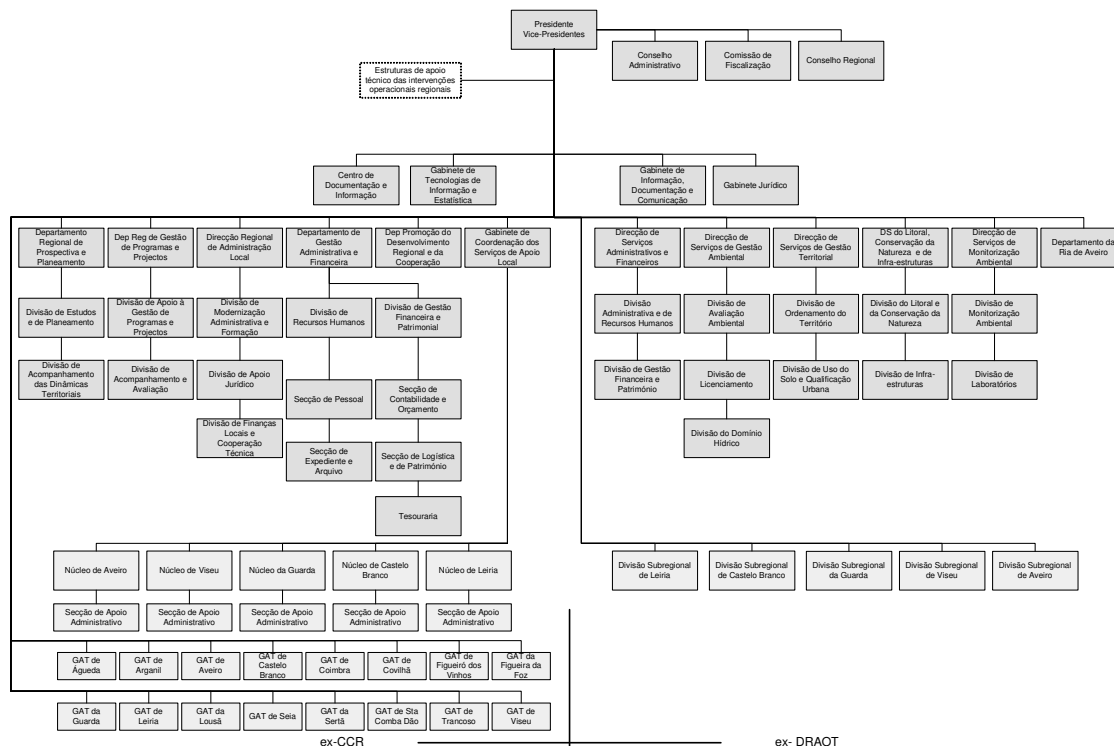 Presidente
Vice-Presidentes
Conselho
Administrativo
Comissão de
Fiscalização
Conselho Regional
Estruturas de apoio
técnico das intervenções
operacionais regionais
Centro de
Documentação e
Informação
Gabinete de
Tecnologias de
Informação e
Estatística
Gabinete de
Informação,
Documentação e
Comunicação
Gabinete Jurídico
Departamento
Regional de
Prospectiva e
Planeamento
Dep Reg de Gestão
de Programas e
Projectos
Direcção Regional
de Administração
Local
Departamento de
Gestão
Administrativa e
Financeira
Dep Promoção do
Desenvolvimento
Regional e da
Cooperação
Gabinete de
Coordenação dos
Serviços de Apoio
Local
Direcção de
Serviços
Administrativos e
Financeiros
Direcção de
Serviços de Gestão
Ambiental
Direcção de
Serviços de Gestão
Territorial
DS do Litoral,
Conservação da
Natureza e de
Infra-estruturas
Direcção de
Serviços de
Monitorização
Ambiental
Departamento da
Ria de Aveiro
Divisão de Estudos
e de Planeamento
Divisão de Apoio à
Gestão de
Programas e
Projectos
Divisão de
Modernização
Administrativa e
Formação
Divisão de
Recursos Humanos
Divisão de Gestão
Financeira e
Patrimonial
Divisão
Administrativa e de
Recursos Humanos
Divisão de
Avaliação
Ambiental
Divisão de
Ordenamento do
Território
Divisão do Litoral e
da Conservação da
Natureza
Divisão de
Monitorização
Ambiental
Divisão de
Acompanhamento
das Dinâmicas
Territoriais
Divisão de
Acompanhamento e
Avaliação
Divisão de Apoio
Jurídico
Secção de Pessoal
Secção de
Contabilidade e
Orçamento
Divisão de Gestão
Financeira e
Património
Divisão de
Licenciamento
Divisão de Uso do
Solo e Qualificação
Urbana
Divisão de Infra-
estruturas
Divisão de
Laboratórios
Divisão de Finanças
Locais e
Cooperação
Técnica
Secção de
Expediente e
Arquivo
Secção de Logística
e de Património
Divisão do Domínio
Hídrico
Tesouraria
Núcleo de Aveiro
Núcleo de Viseu
Núcleo da Guarda
Núcleo de Castelo
Branco
Núcleo de Leiria
Divisão Subregional
de Leiria
Divisão Subregional
de Castelo Branco
Divisão Subregional
da Guarda
Divisão Subregional
de Viseu
Divisão Subregional
de Aveiro
Secção de Apoio
Administrativo
Secção de Apoio
Administrativo
Secção de Apoio
Administrativo
Secção de Apoio
Administrativo
Secção de Apoio
Administrativo
GAT de
Águeda
GAT de
Arganil
GAT de
Aveiro
GAT de
Castelo
Branco
GAT de
Coimbra
GAT de
Covilhã
GAT de
Figueiró dos
Vinhos
GAT da
Figueira da
Foz
GAT da
Guarda
GAT de
Leiria
GAT da
Lousã
GAT de Seia
GAT da
Sertã
GAT de Sta
Comba Dão
GAT de
Trancoso
GAT de
Viseu
ex-CCR
ex- DRAOT